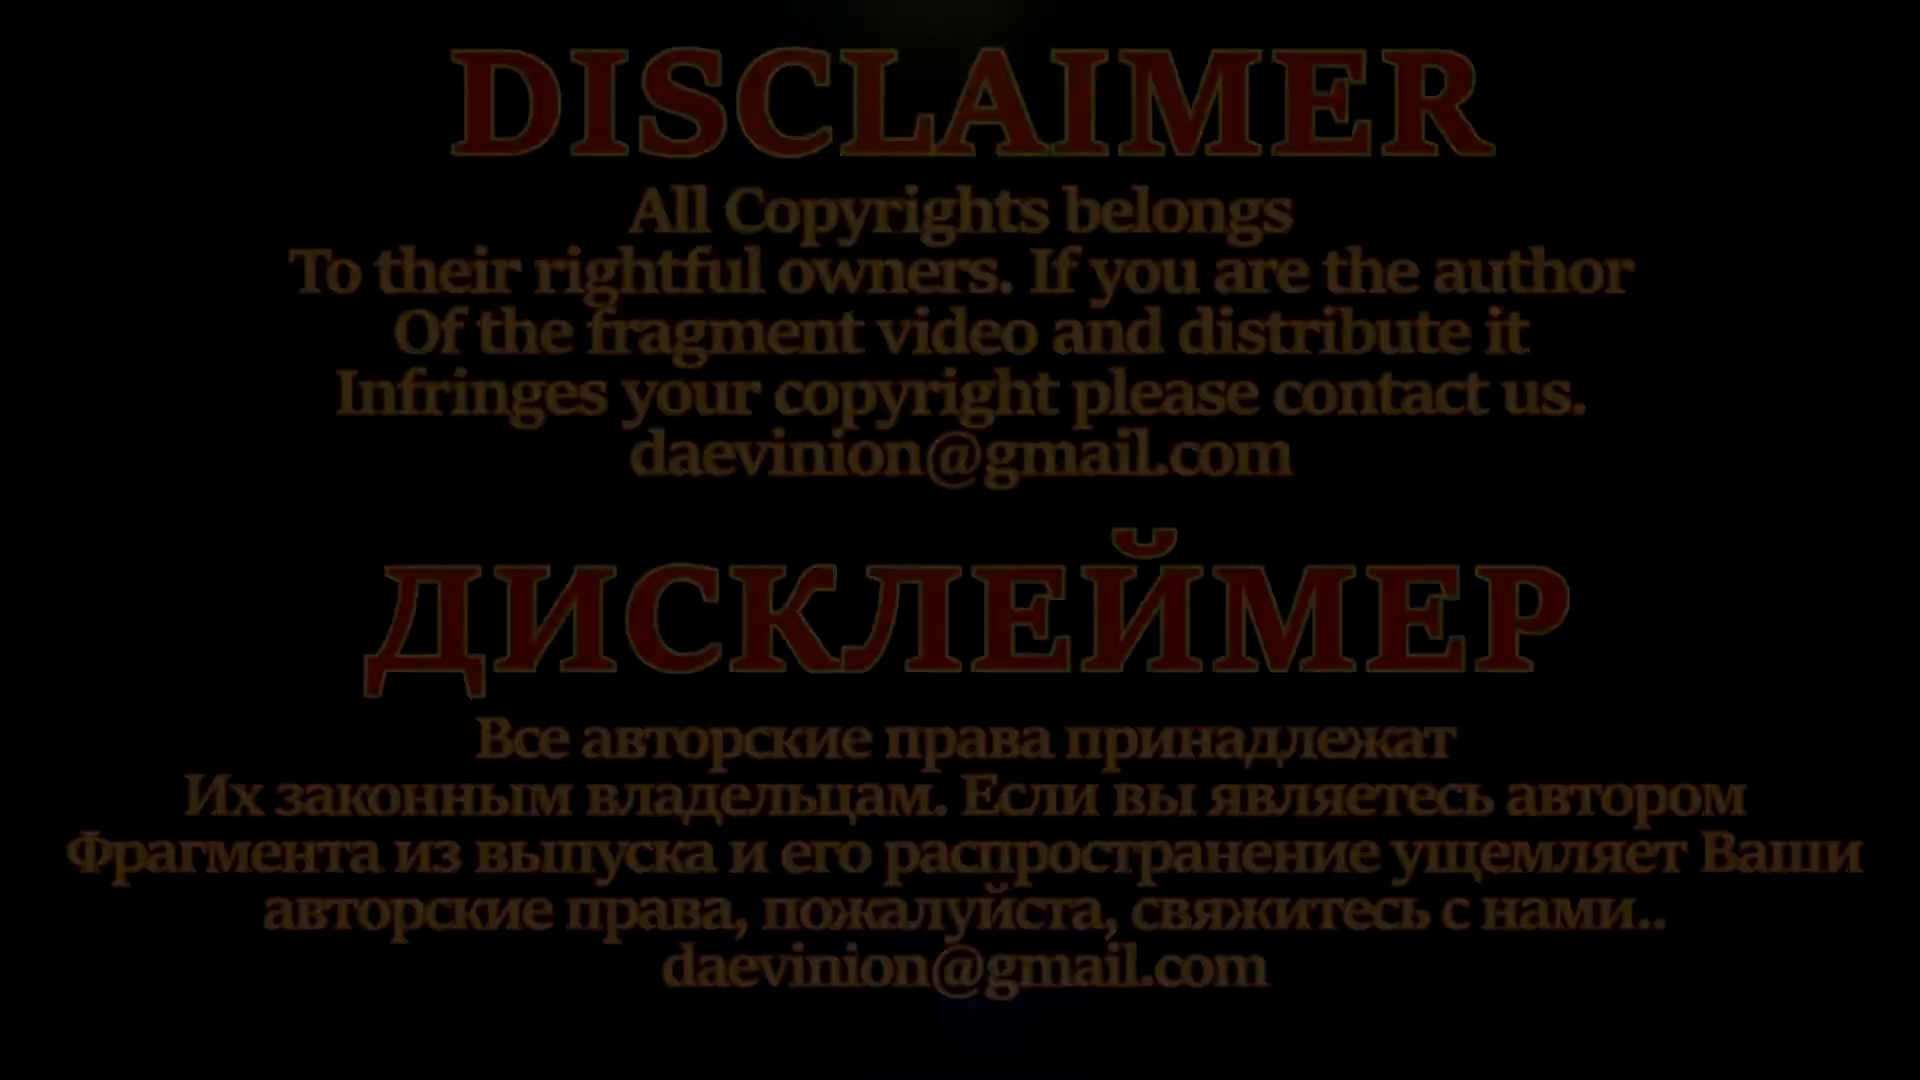 DISCLAIMER
All Copyrights belongs
To their rightful owners. If you are the author
Of the fragment video and distribute it
Infringes your copyright please contact us.
daevinion@gmail.com
ДИСКЛЕЙМЕР
Все авторские права принадлежат
Их законным владельцам. Если вы являетесь автором
Фрагмента из выпуска и его распространение ущемляет Ваши
авторские права, пожалуйста, свяжитесь с нами..
daevinion@gmail.com